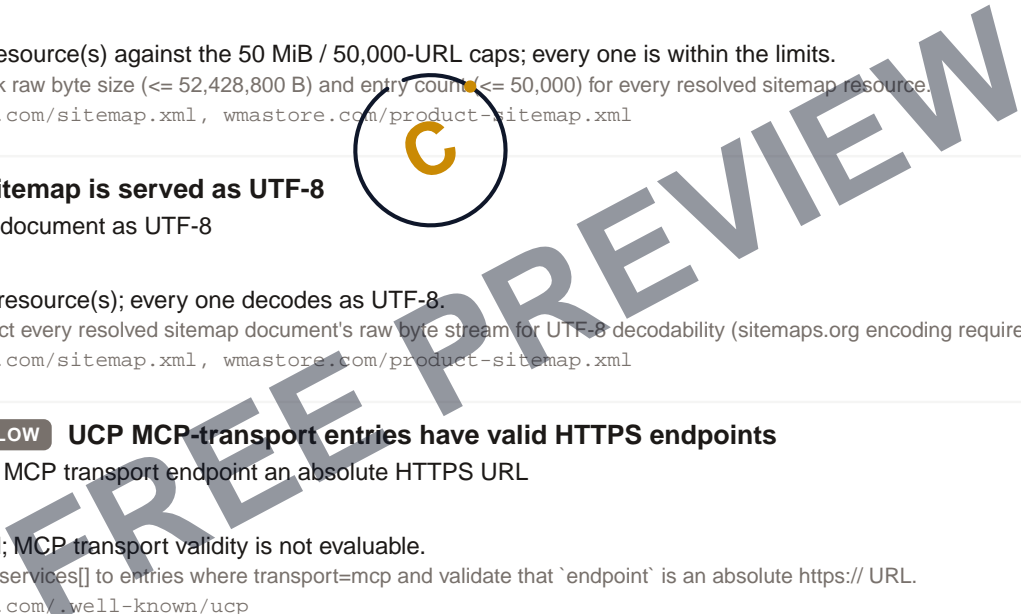 esource(s) against the 50 MiB / 50,000-URL caps; every one is within the limits.
k raw byte size (<= 52,428,800 B) and entry count (<= 50,000) for every resolved sitemap resource.
.com/sitemap.xml, wmastore.com/product-sitemap.xml
C
itemap is served as UTF-8
document as UTF-8
resource(s); every one decodes as UTF-8.
ct every resolved sitemap document's raw byte stream for UTF-8 decodability (sitemaps.org encoding require
.com/sitemap.xml, wmastore.com/product-sitemap.xml
LOW UCP MCP-transport entries have valid HTTPS endpoints
MCP transport endpoint an absolute HTTPS URL
; MCP transport validity is not evaluable.
services[] to entries where transport=mcp and validate that `endpoint` is an absolute https:// URL.
.com/.well-known/ucp
FREE PREVIEW